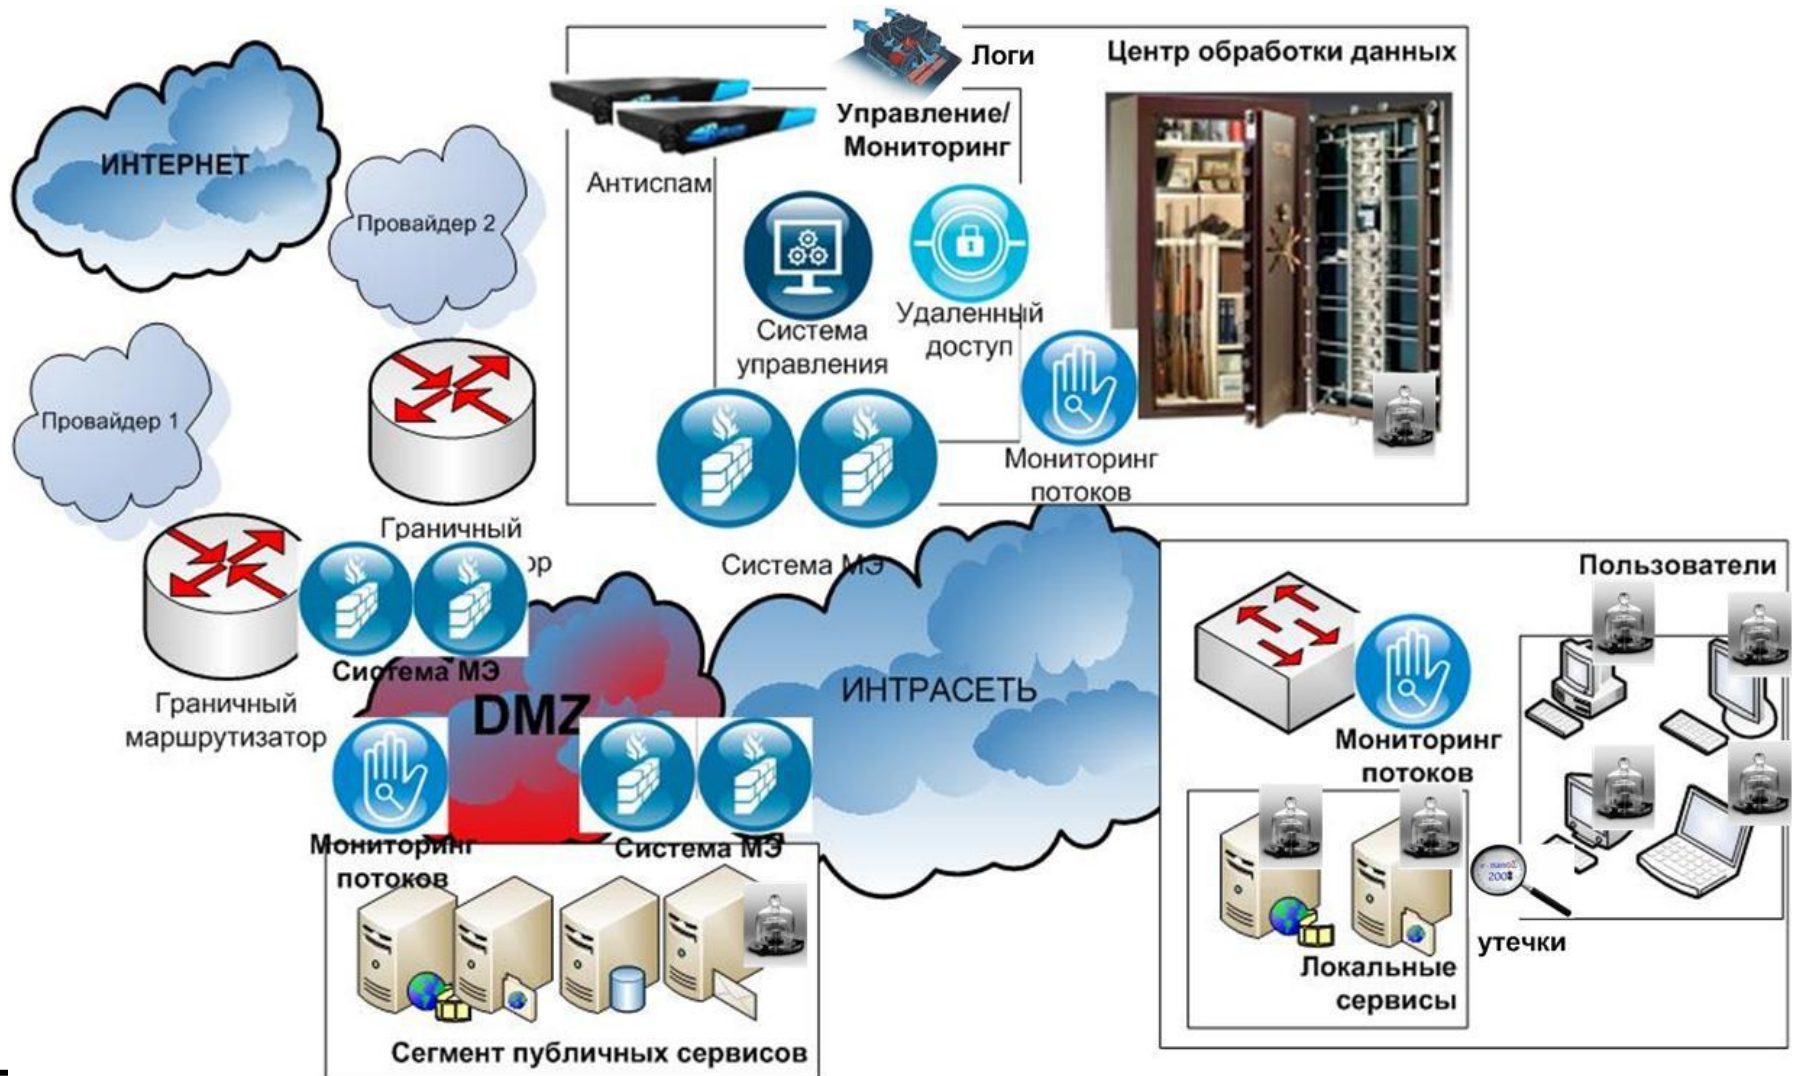 ИНТЕРНЕТ
Провайдер 2
Провайдер 1
Граничный
ор
Граничный
маршрутизатор
Логи
Центр обработки данных
Управление/
Мониторинг
Антиспам
Система
управления
Удаленный
доступ
Мониторинг
потоков
Система МЭ
Система МЭ
DMZ
ИНТРАСЕТЬ
Мониторинг
потоков
Система МЭ
Сегмент публичных сервисов
Пользователи
Мониторинг
потоков
Локальные
сервисы
утечки